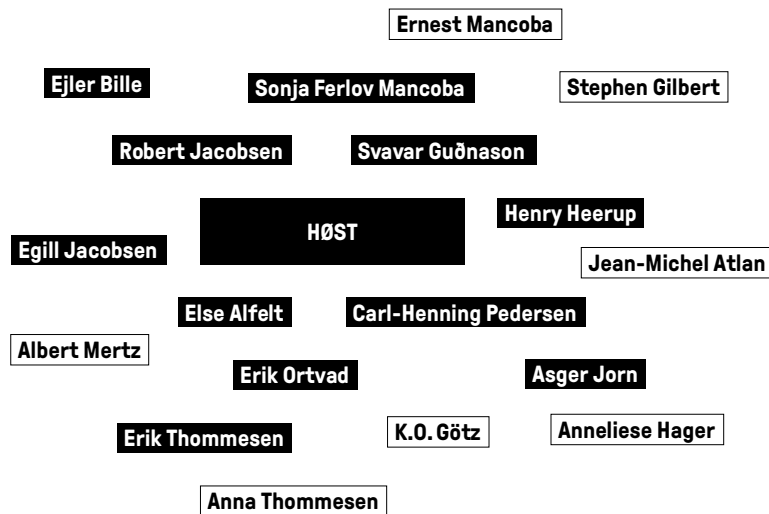 Ernest Mancoba
Ejler Bille
Sonja Ferlov Mancoba
Stephen Gilbert
Robert Jacobsen
Svavar Guðnason
Henry Heerup
HØST
Egill Jacobsen
Jean-Michel Atlan
Else Alfelt
Carl-Henning Pedersen
Albert Mertz
Erik Ortvad
Asger Jorn
Erik Thommesen
K.O. Götz
Anneliese Hager
Anna Thommesen